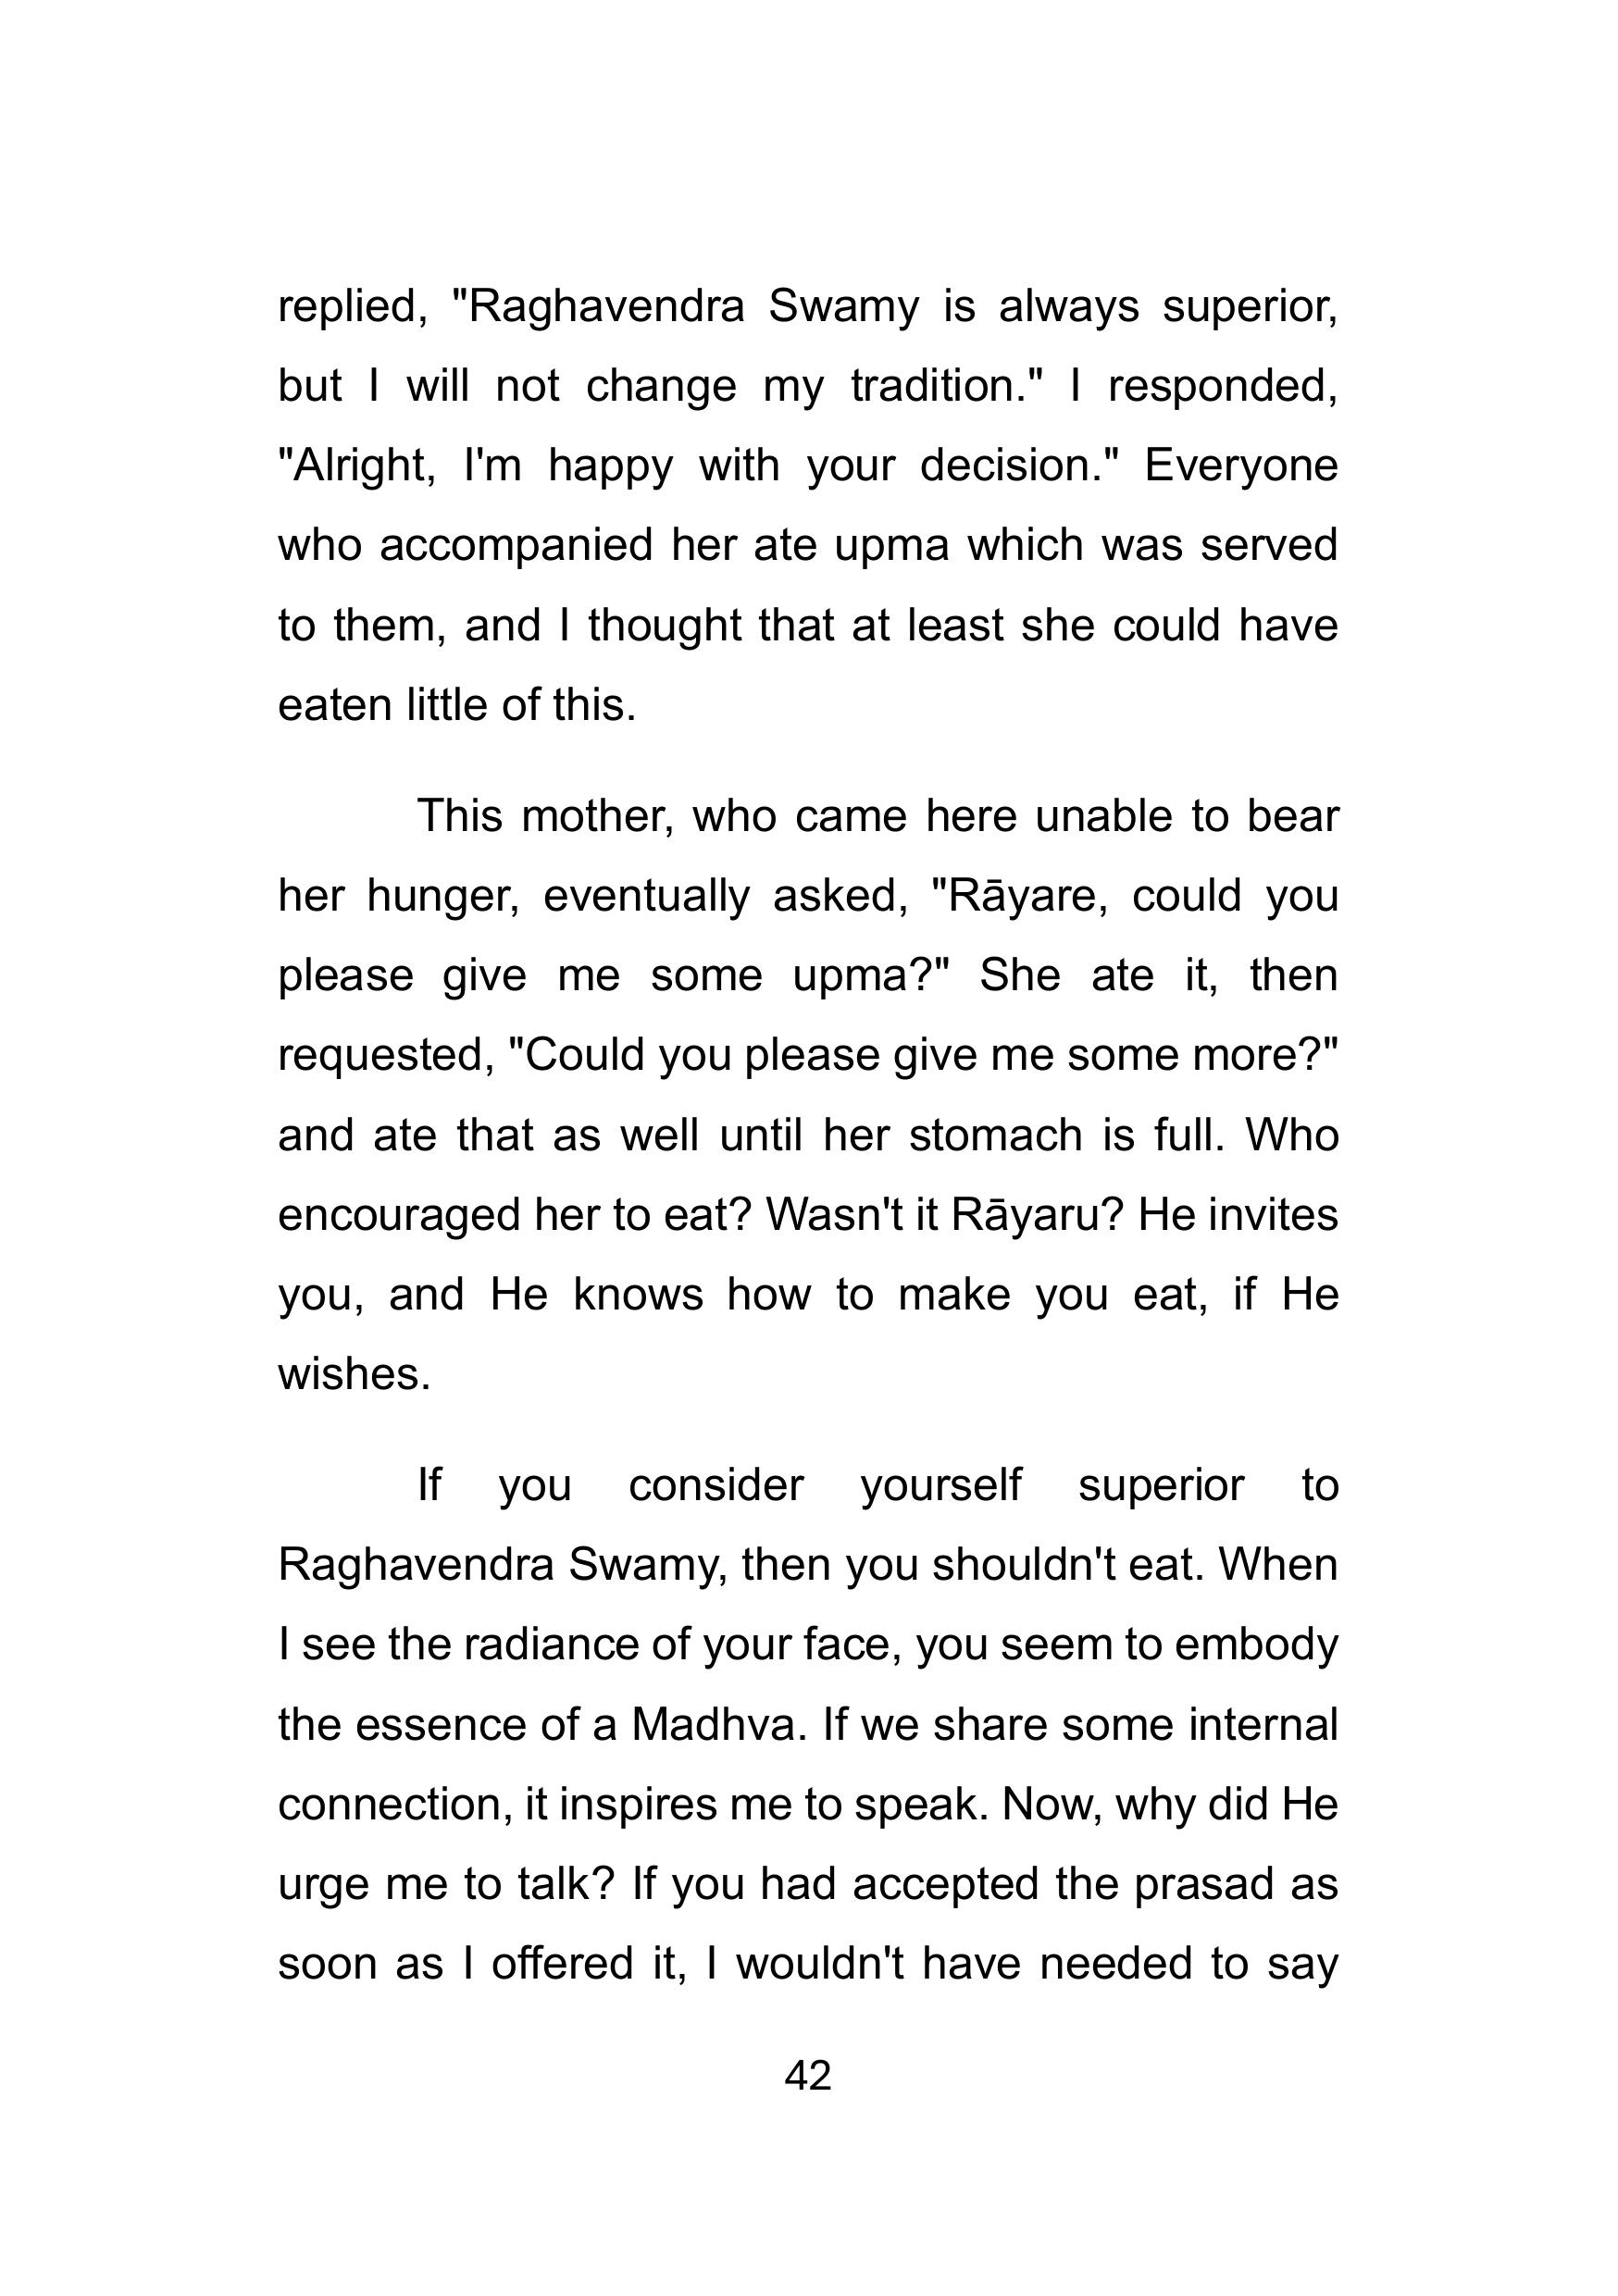 replied, "Raghavendra Swamy is always superior,
but I will not change my tradition." I responded,
"Alright, I'm happy with your decision." Everyone
who accompanied her ate upma which was served
to them, and I thought that at least she could have
eaten little of this.
This mother, who came here unable to bear
her hunger, eventually asked, "Rāyare, could you
please give me some upma?" She ate it, then
requested, "Could you please give me some more?"
and ate that as well until her stomach is full. Who
encouraged her to eat? Wasn't it Rāyaru? He invites
you, and He knows how to make you eat, if He
wishes.
If you consider yourself superior to
Raghavendra Swamy, then you shouldn't eat. When
I see the radiance of your face, you seem to embody
the essence of a Madhva. If we share some internal
connection, it inspires me to speak. Now, why did He
urge me to talk? If you had accepted the prasad as
soon as I offered it, I wouldn't have needed to say
42